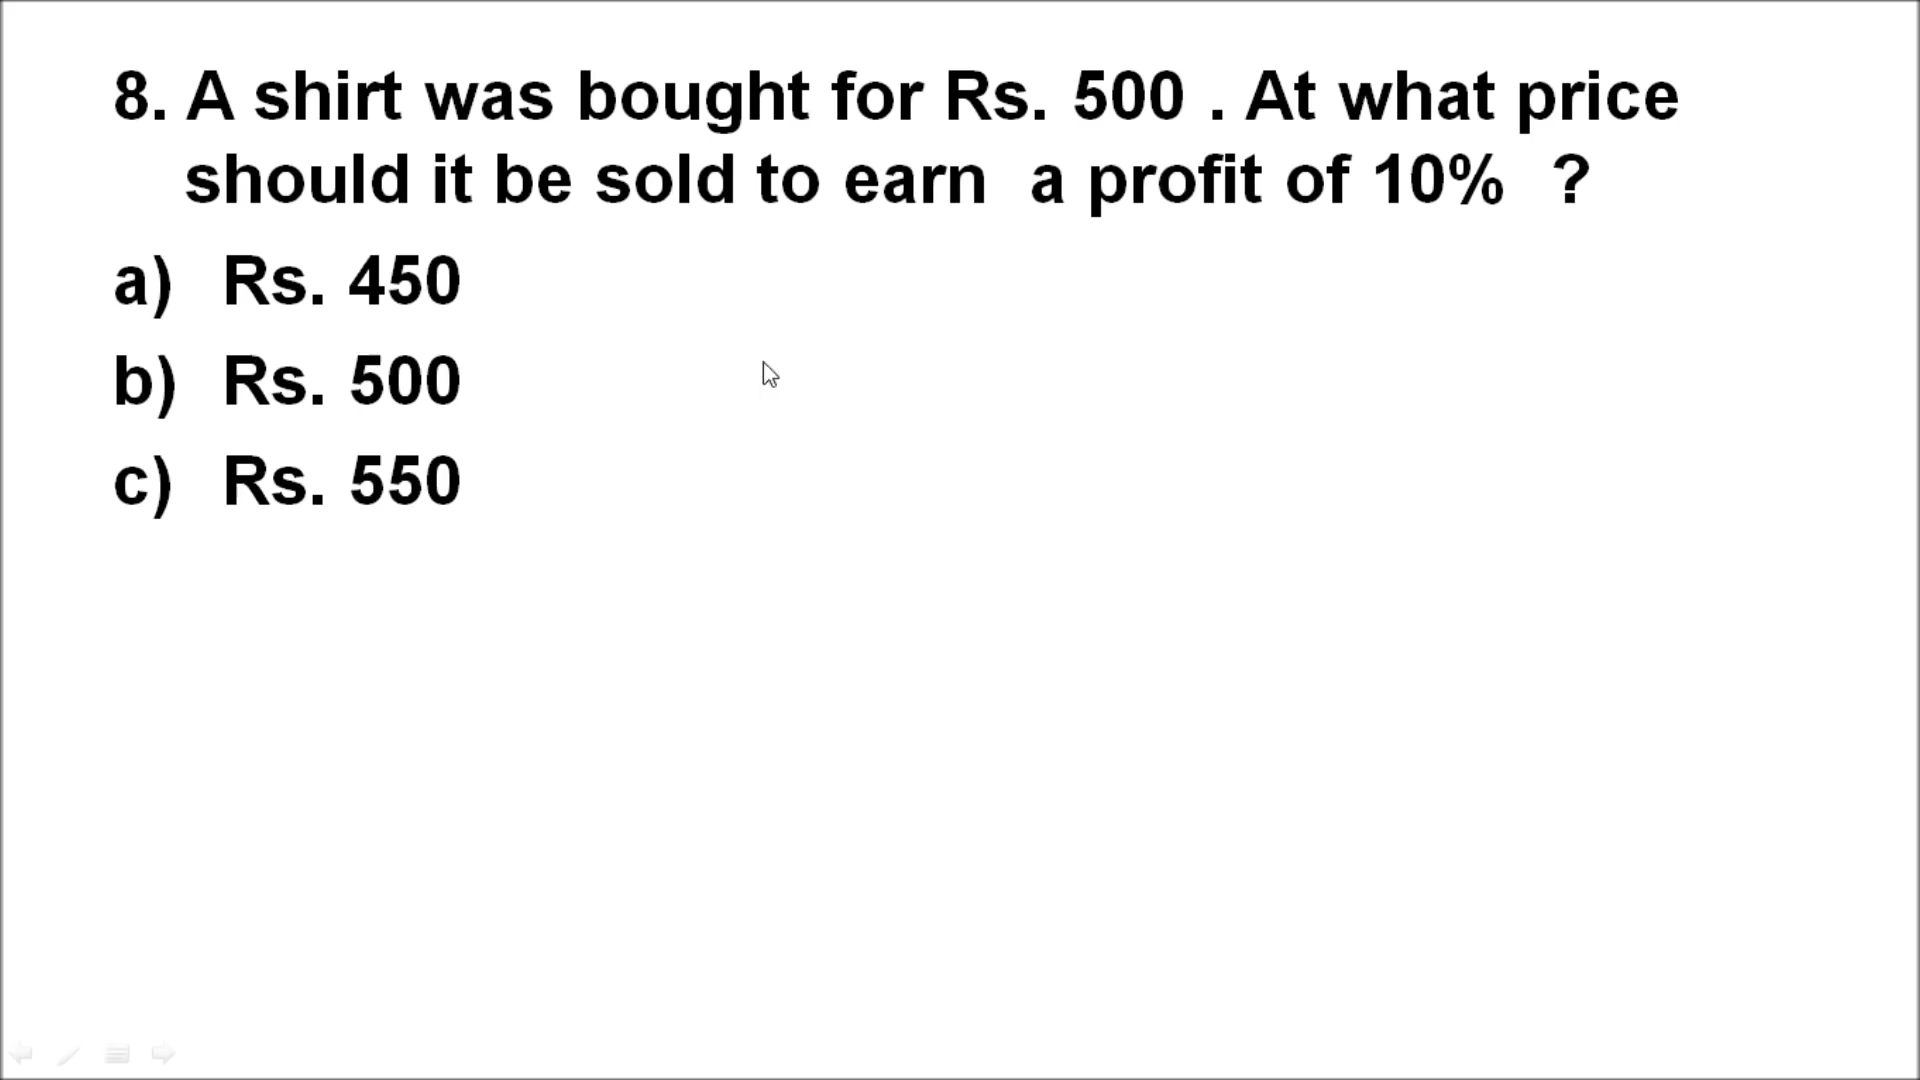 8. A shirt was bought for Rs. 500 . At what price
should it be sold to earn  a profit of 10%  ?
a) Rs. 450
b) Rs. 500
c) Rs. 550